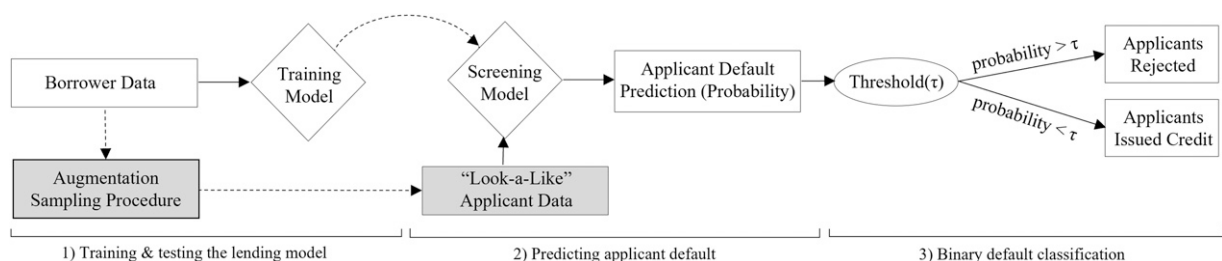 Borrower Data
Training
Model
Screening
Model
Applicant Default
Prediction (Probability)
Threshold(τ)
probability > τ
probability < τ
Applicants
Rejected
Applicants
Issued Credit
Augmentation
Sampling Procedure
“Look-a-Like”
Applicant Data
1) Training & testing the lending model
2) Predicting applicant default
3) Binary default classification